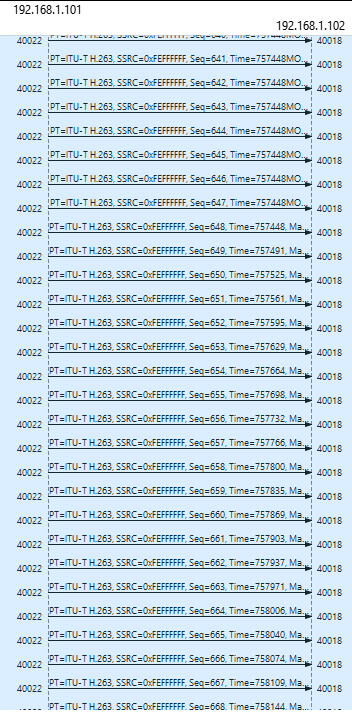 192.168.1.101
192.168.1.102
40022 40018
PT=ITU-T H.263, SSRC=0xFEFFFFFF, Seq=641, Time=757448MO...
40022 40018
PT=ITU-T H.263, SSRC=0xFEFFFFFF, Seq=642, Time=757448MO...
40022 40018
PT=ITU-T H.263, SSRC=0xFEFFFFFF, Seq=643, Time=757448MO...
40022 40018
PT=ITU-T H.263, SSRC=0xFEFFFFFF, Seq=644, Time=757448MO...
40022 40018
PT=ITU-T H.263, SSRC=0xFEFFFFFF, Seq=645, Time=757448MO...
40022 40018
PT=ITU-T H.263, SSRC=0xFEFFFFFF, Seq=646, Time=757448MO...
40022 40018
PT=ITU-T H.263, SSRC=0xFEFFFFFF, Seq=647, Time=757448MO...
40022 40018
PT=ITU-T H.263, SSRC=0xFEFFFFFF, Seq=648, Time=757448, Ma...
40022 40018
PT=ITU-T H.263, SSRC=0xFEFFFFFF, Seq=649, Time=757491, Ma...
40022 40018
PT=ITU-T H.263, SSRC=0xFEFFFFFF, Seq=650, Time=757525, Ma...
40022 40018
PT=ITU-T H.263, SSRC=0xFEFFFFFF, Seq=651, Time=757561, Ma...
40022 40018
PT=ITU-T H.263, SSRC=0xFEFFFFFF, Seq=652, Time=757595, Ma...
40022 40018
PT=ITU-T H.263, SSRC=0xFEFFFFFF, Seq=653, Time=757629, Ma...
40022 40018
PT=ITU-T H.263, SSRC=0xFEFFFFFF, Seq=654, Time=757664, Ma...
40022 40018
PT=ITU-T H.263, SSRC=0xFEFFFFFF, Seq=655, Time=757698, Ma...
40022 40018
PT=ITU-T H.263, SSRC=0xFEFFFFFF, Seq=656, Time=757732, Ma...
40022 40018
PT=ITU-T H.263, SSRC=0xFEFFFFFF, Seq=657, Time=757766, Ma...
40022 40018
PT=ITU-T H.263, SSRC=0xFEFFFFFF, Seq=658, Time=757800, Ma...
40022 40018
PT=ITU-T H.263, SSRC=0xFEFFFFFF, Seq=659, Time=757835, Ma...
40022 40018
PT=ITU-T H.263, SSRC=0xFEFFFFFF, Seq=660, Time=757869, Ma...
40022 40018
PT=ITU-T H.263, SSRC=0xFEFFFFFF, Seq=661, Time=757903, Ma...
40022 40018
PT=ITU-T H.263, SSRC=0xFEFFFFFF, Seq=662, Time=757937, Ma...
40022 40018
PT=ITU-T H.263, SSRC=0xFEFFFFFF, Seq=663, Time=757971, Ma...
40022 40018
PT=ITU-T H.263, SSRC=0xFEFFFFFF, Seq=664, Time=758006, Ma...
40022 40018
PT=ITU-T H.263, SSRC=0xFEFFFFFF, Seq=665, Time=758040, Ma...
40022 40018
PT=ITU-T H.263, SSRC=0xFEFFFFFF, Seq=666, Time=758074, Ma...
40022 40018
PT=ITU-T H.263, SSRC=0xFEFFFFFF, Seq=667, Time=758109, Ma...
40022 40018
PT=ITU-T H.263, SSRC=0xFEFFFFFF, Seq=668, Time=758144, Ma...